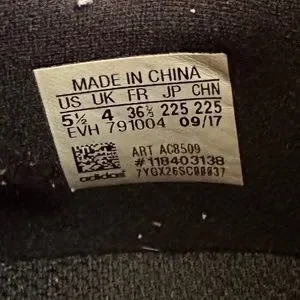 MADE IN CHINA
US UK FR JP CHN
5½ 4 36⅔ 225 225
EVH 791004 09/17
ART AC8509
#118403138
7YGX26SC00037
adidas